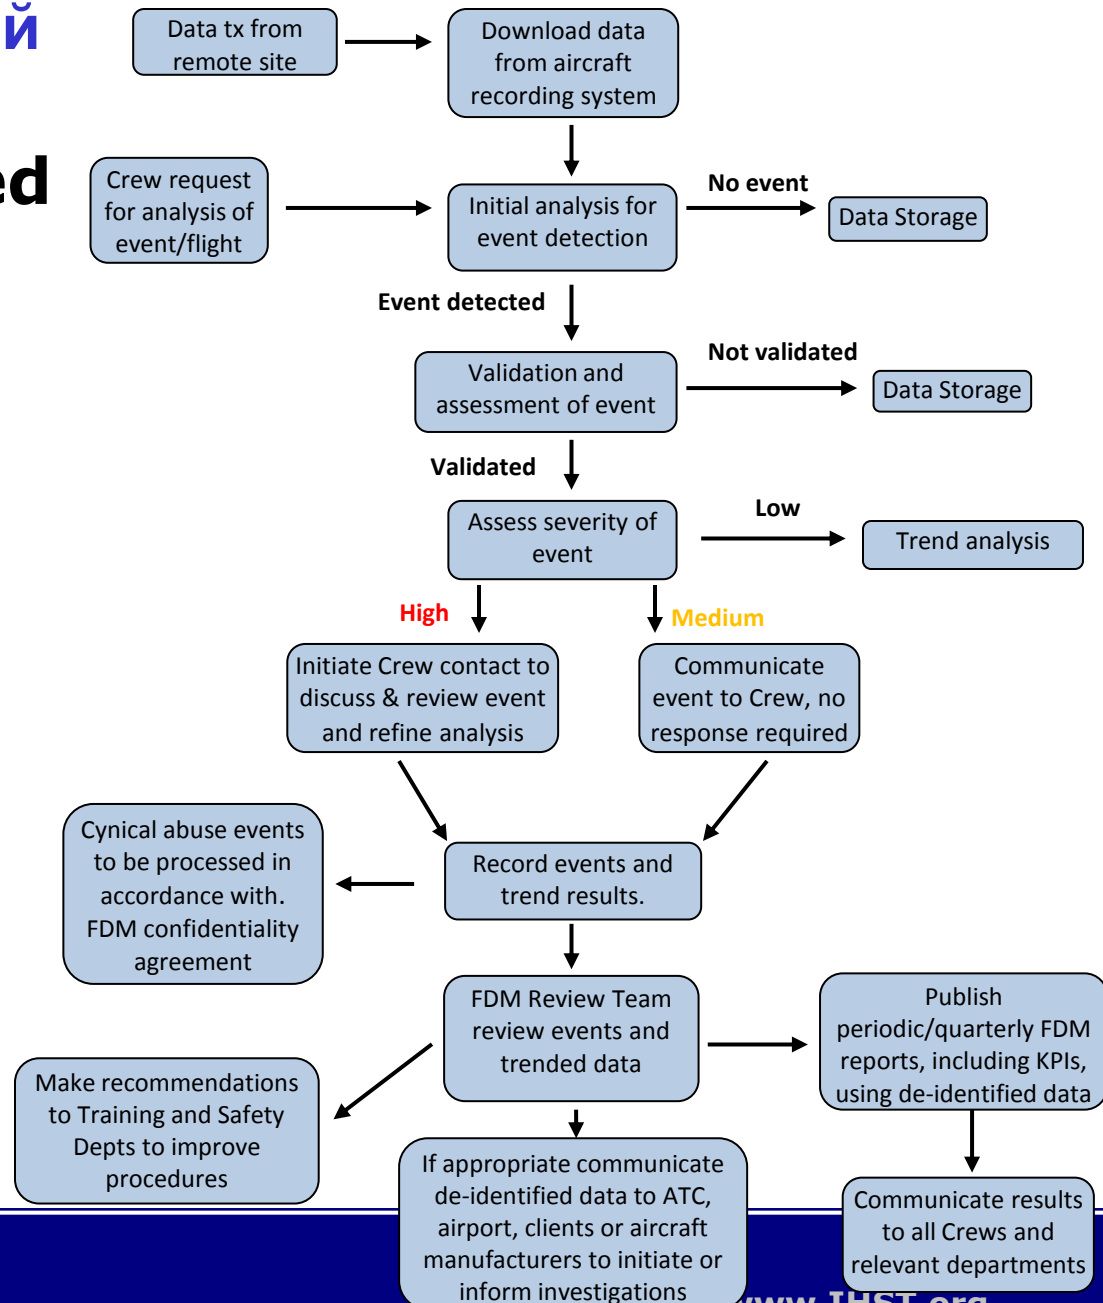 й
ed
Data tx from
remote site
Download data
from aircraft
recording system
Crew request
for analysis of
event/flight
Initial analysis for
event detection
No event
Data Storage
Event detected
Validation and
assessment of event
Not validated
Data Storage
Validated
Assess severity of
event
Low
Trend analysis
High
Medium
Initiate Crew contact to
discuss & review event
and refine analysis
Communicate
event to Crew, no
response required
Cynical abuse events
to be processed in
accordance with.
FDM confidentiality
agreement
Record events and
trend results.
FDM Review Team
review events and
trended data
Publish
periodic/quarterly FDM
reports, including KPIs,
using de-identified data
Make recommendations
to Training and Safety
Depts to improve
procedures
If appropriate communicate
de-identified data to ATC,
airport, clients or aircraft
manufacturers to initiate or
inform investigations
Communicate results
to all Crews and
relevant departments
www.IHST.org